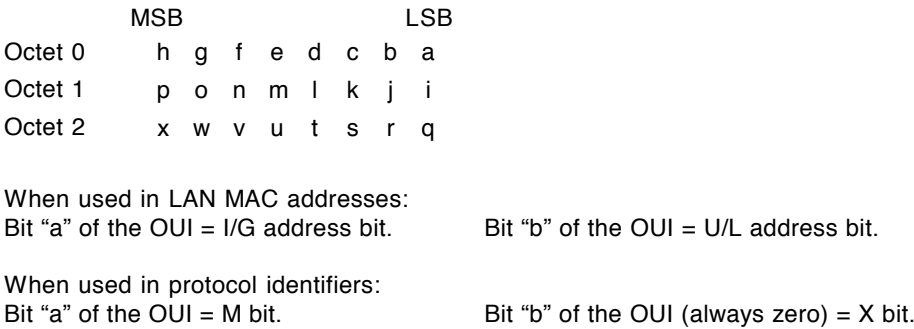 MSB LSB
Octet 0 h g f e d c b a
Octet 1 p o n m l k j i
Octet 2 x w v u t s r q
When used in LAN MAC addresses:
Bit “a” of the OUI = I/G address bit. Bit “b” of the OUI = U/L address bit.
When used in protocol identifiers:
Bit “a” of the OUI = M bit. Bit “b” of the OUI (always zero) = X bit.